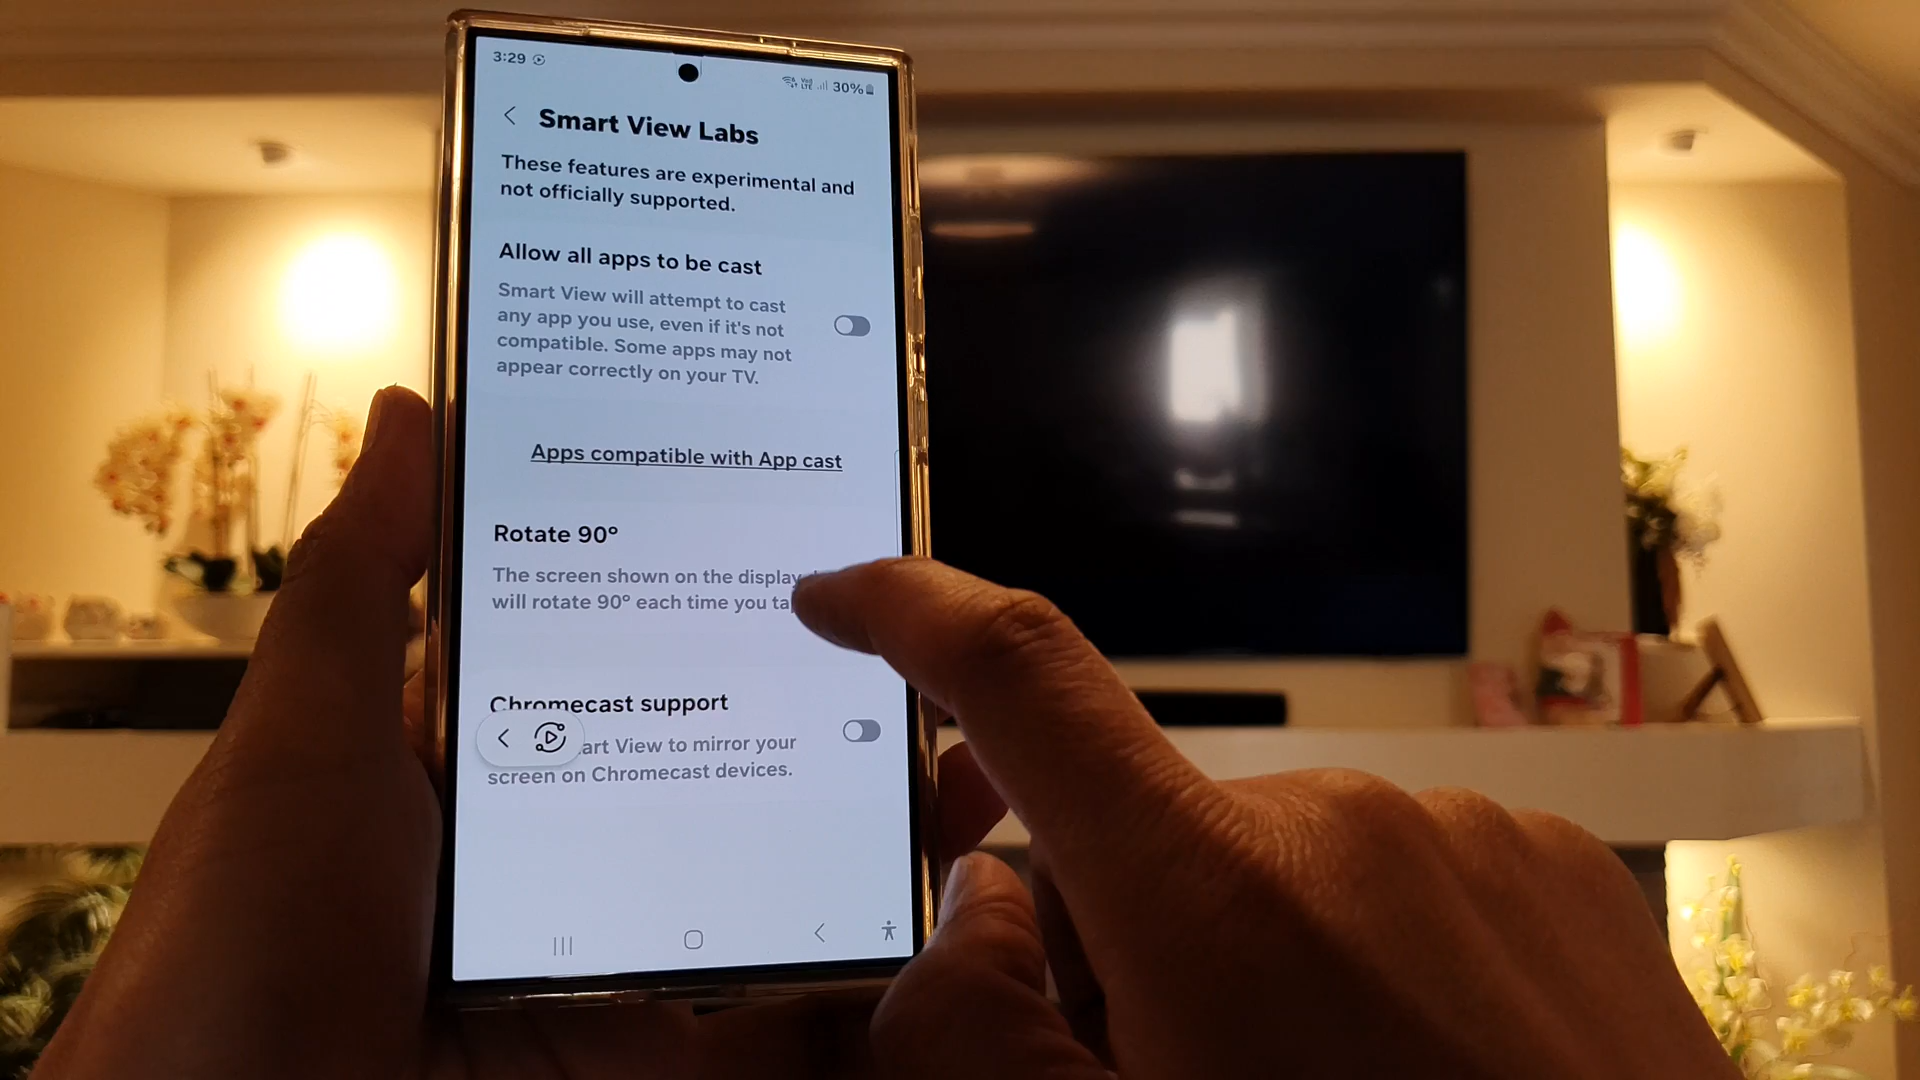 3:29
30%
Smart View Labs
These features are experimental and
not officially supported.
Allow all apps to be cast
Smart View will attempt to cast
any app you use, even if it's not
compatible. Some apps may not
appear correctly on your TV.
Apps compatible with App cast
Rotate 90°
The screen shown on the display
will rotate 90° each time you
Chromecast support
View to mirror your
screen on Chromecast devices.